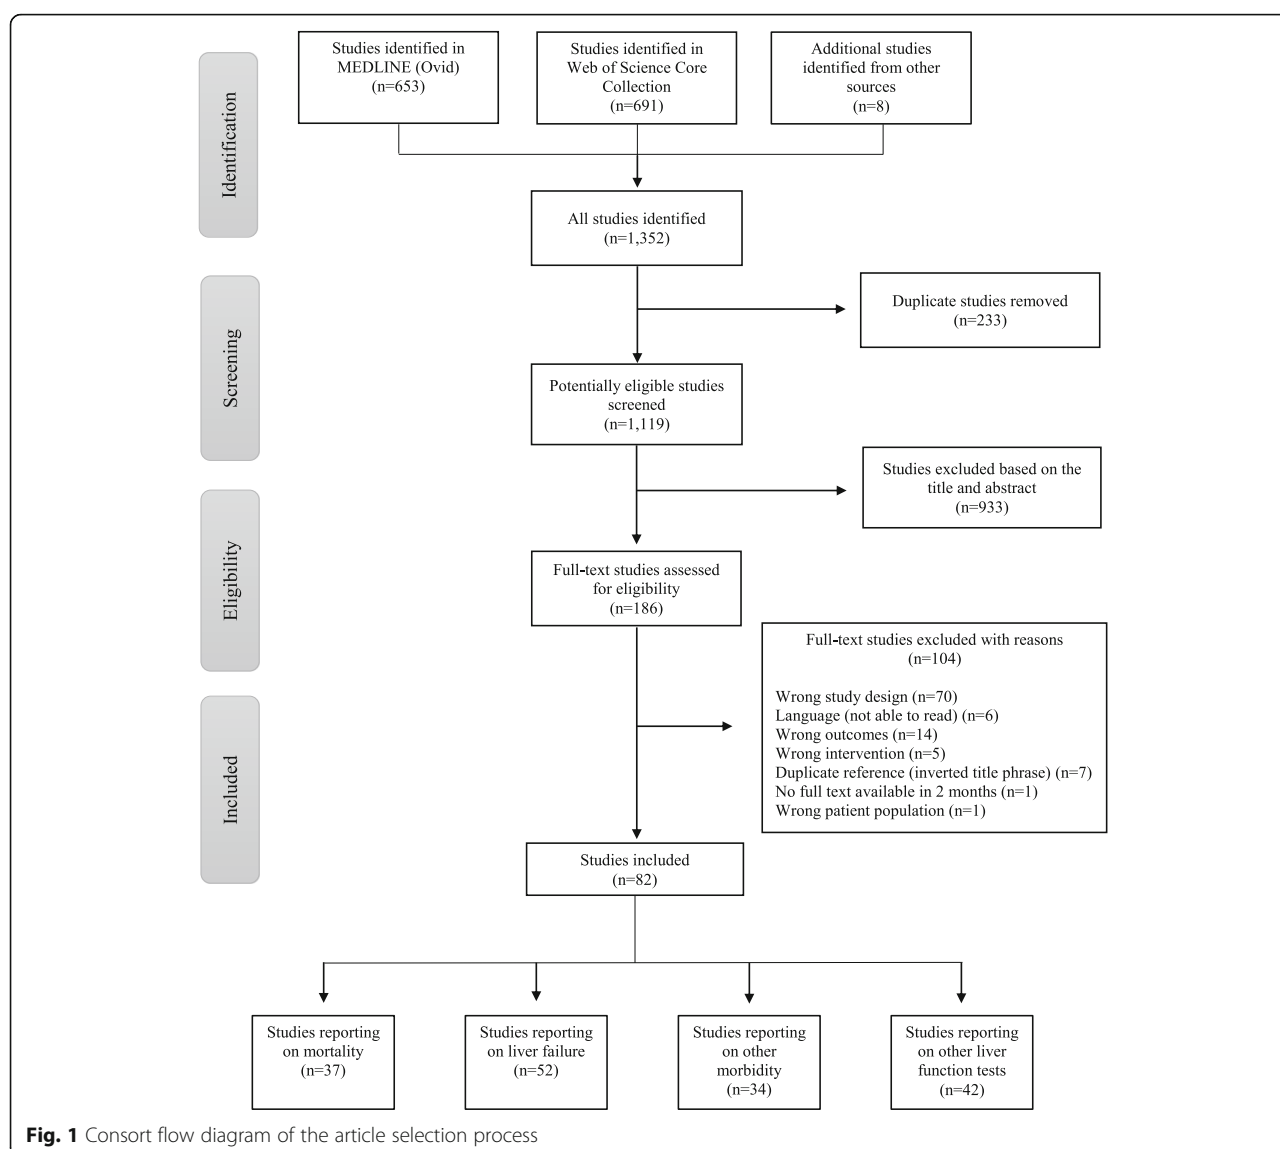 Studies identified in
MEDLINE (Ovid)
(n=653)
Studies identified in
Web of Science Core
Collection
(n=691)
Additional studies
identified from other
sources
(n=8)
Identification
All studies identified
(n=1,352)
Duplicate studies removed
(n=233)
Screening
Potentially eligible studies
screened
(n=1,119)
Studies excluded based on the
title and abstract
(n=933)
Eligibility
Full-text studies assessed
for eligibility
(n=186)
Full-text studies excluded with reasons
(n=104)
Wrong study design (n=70)
Language (not able to read) (n=6)
Wrong outcomes (n=14)
Wrong intervention (n=5)
Duplicate reference (inverted title phrase) (n=7)
No full text available in 2 months (n=1)
Wrong patient population (n=1)
Included
Studies included
(n=82)
Studies reporting
on mortality
(n=37)
Studies reporting
on liver failure
(n=52)
Studies reporting
on other
morbidity
(n=34)
Studies reporting
on other liver
function tests
(n=42)
Fig. 1 Consort flow diagram of the article selection process